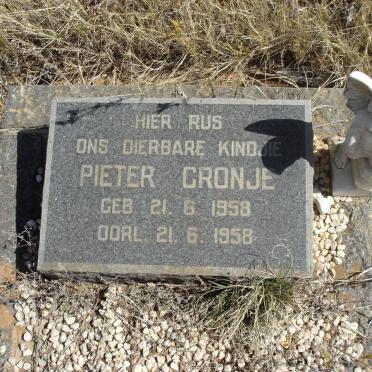 HIER RUS
ONS DIERBARE KINDJIE
PIETER CRONJE
GEB. 21. 6. 1958
OORL. 21. 6. 1958